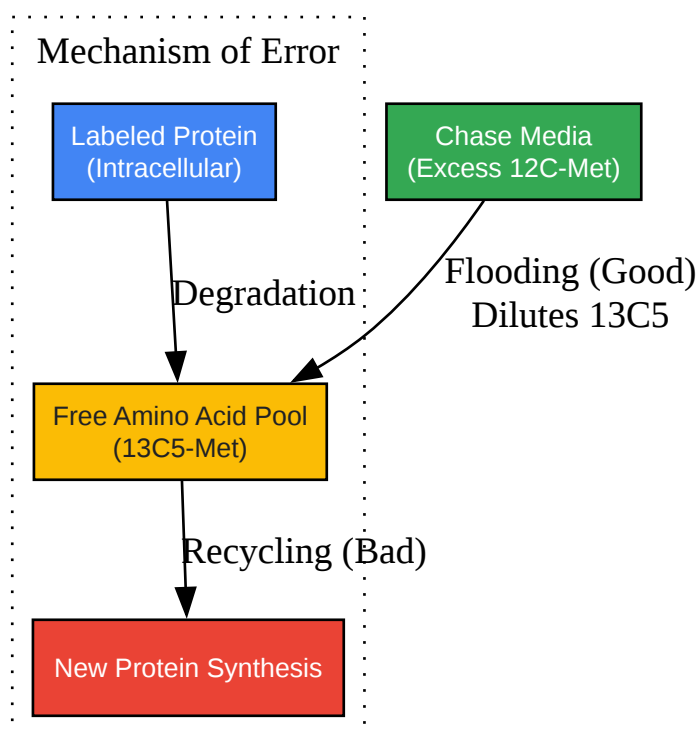 Mechanism of Error
Labeled Protein
(Intracellular)
Chase Media
(Excess 12C-Met)
Degradation
Flooding (Good)
Dilutes 13C5
Free Amino Acid Pool
(13C5-Met)
Recycling (Bad)
New Protein Synthesis